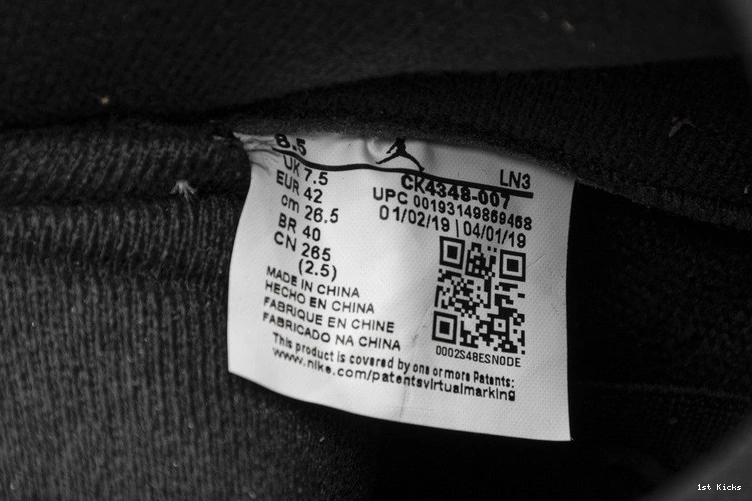 8.5
UK 7.5
EUR 42
cm 26.5
BR 40
CN 265
(2.5)
LN3
CK4348-007
UPC 00193149869468
01/02/19 | 04/01/19
0002S48ESN0DE
MADE IN CHINA
HECHO EN CHINA
FABRIQUE EN CHINE
FABRICADO NA CHINA
This product is covered by one or more Patents:
www.nike.com/patentsvirtualmarking
1st Kicks